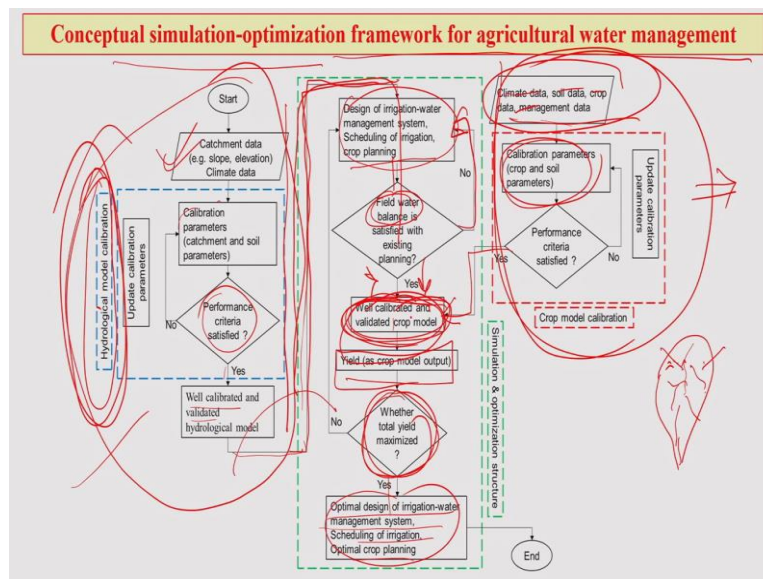 Conceptual simulation-optimization framework for agricultural water management
Start
Catchment data
(e.g. slope, elevation)
Climate data
Calibration
parameters
(catchment and soil
parameters)
Performance
criteria
satisfied ?
No
Yes
Well calibrated and
validated
hydrological model
Update calibration
parameters
Hydrological model calibration
Design of irrigation-water
management system,
Scheduling of irrigation,
crop planning
No
Field water
balance is
satisfied with
existing planning?
Yes
Well calibrated and
validated crop model
Yield (as crop model output)
Whether
total yield
maximized
?
No
Yes
Optimal design of irrigation-water
management system,
Scheduling of irrigation,
Optimal crop planning
End
Simulation & optimization structure
Climate data, soil data, crop
data, management data
Calibration parameters
(crop and soil
parameters)
Performance
criteria
satisfied ?
Yes
No
Update calibration
parameters
Crop model calibration